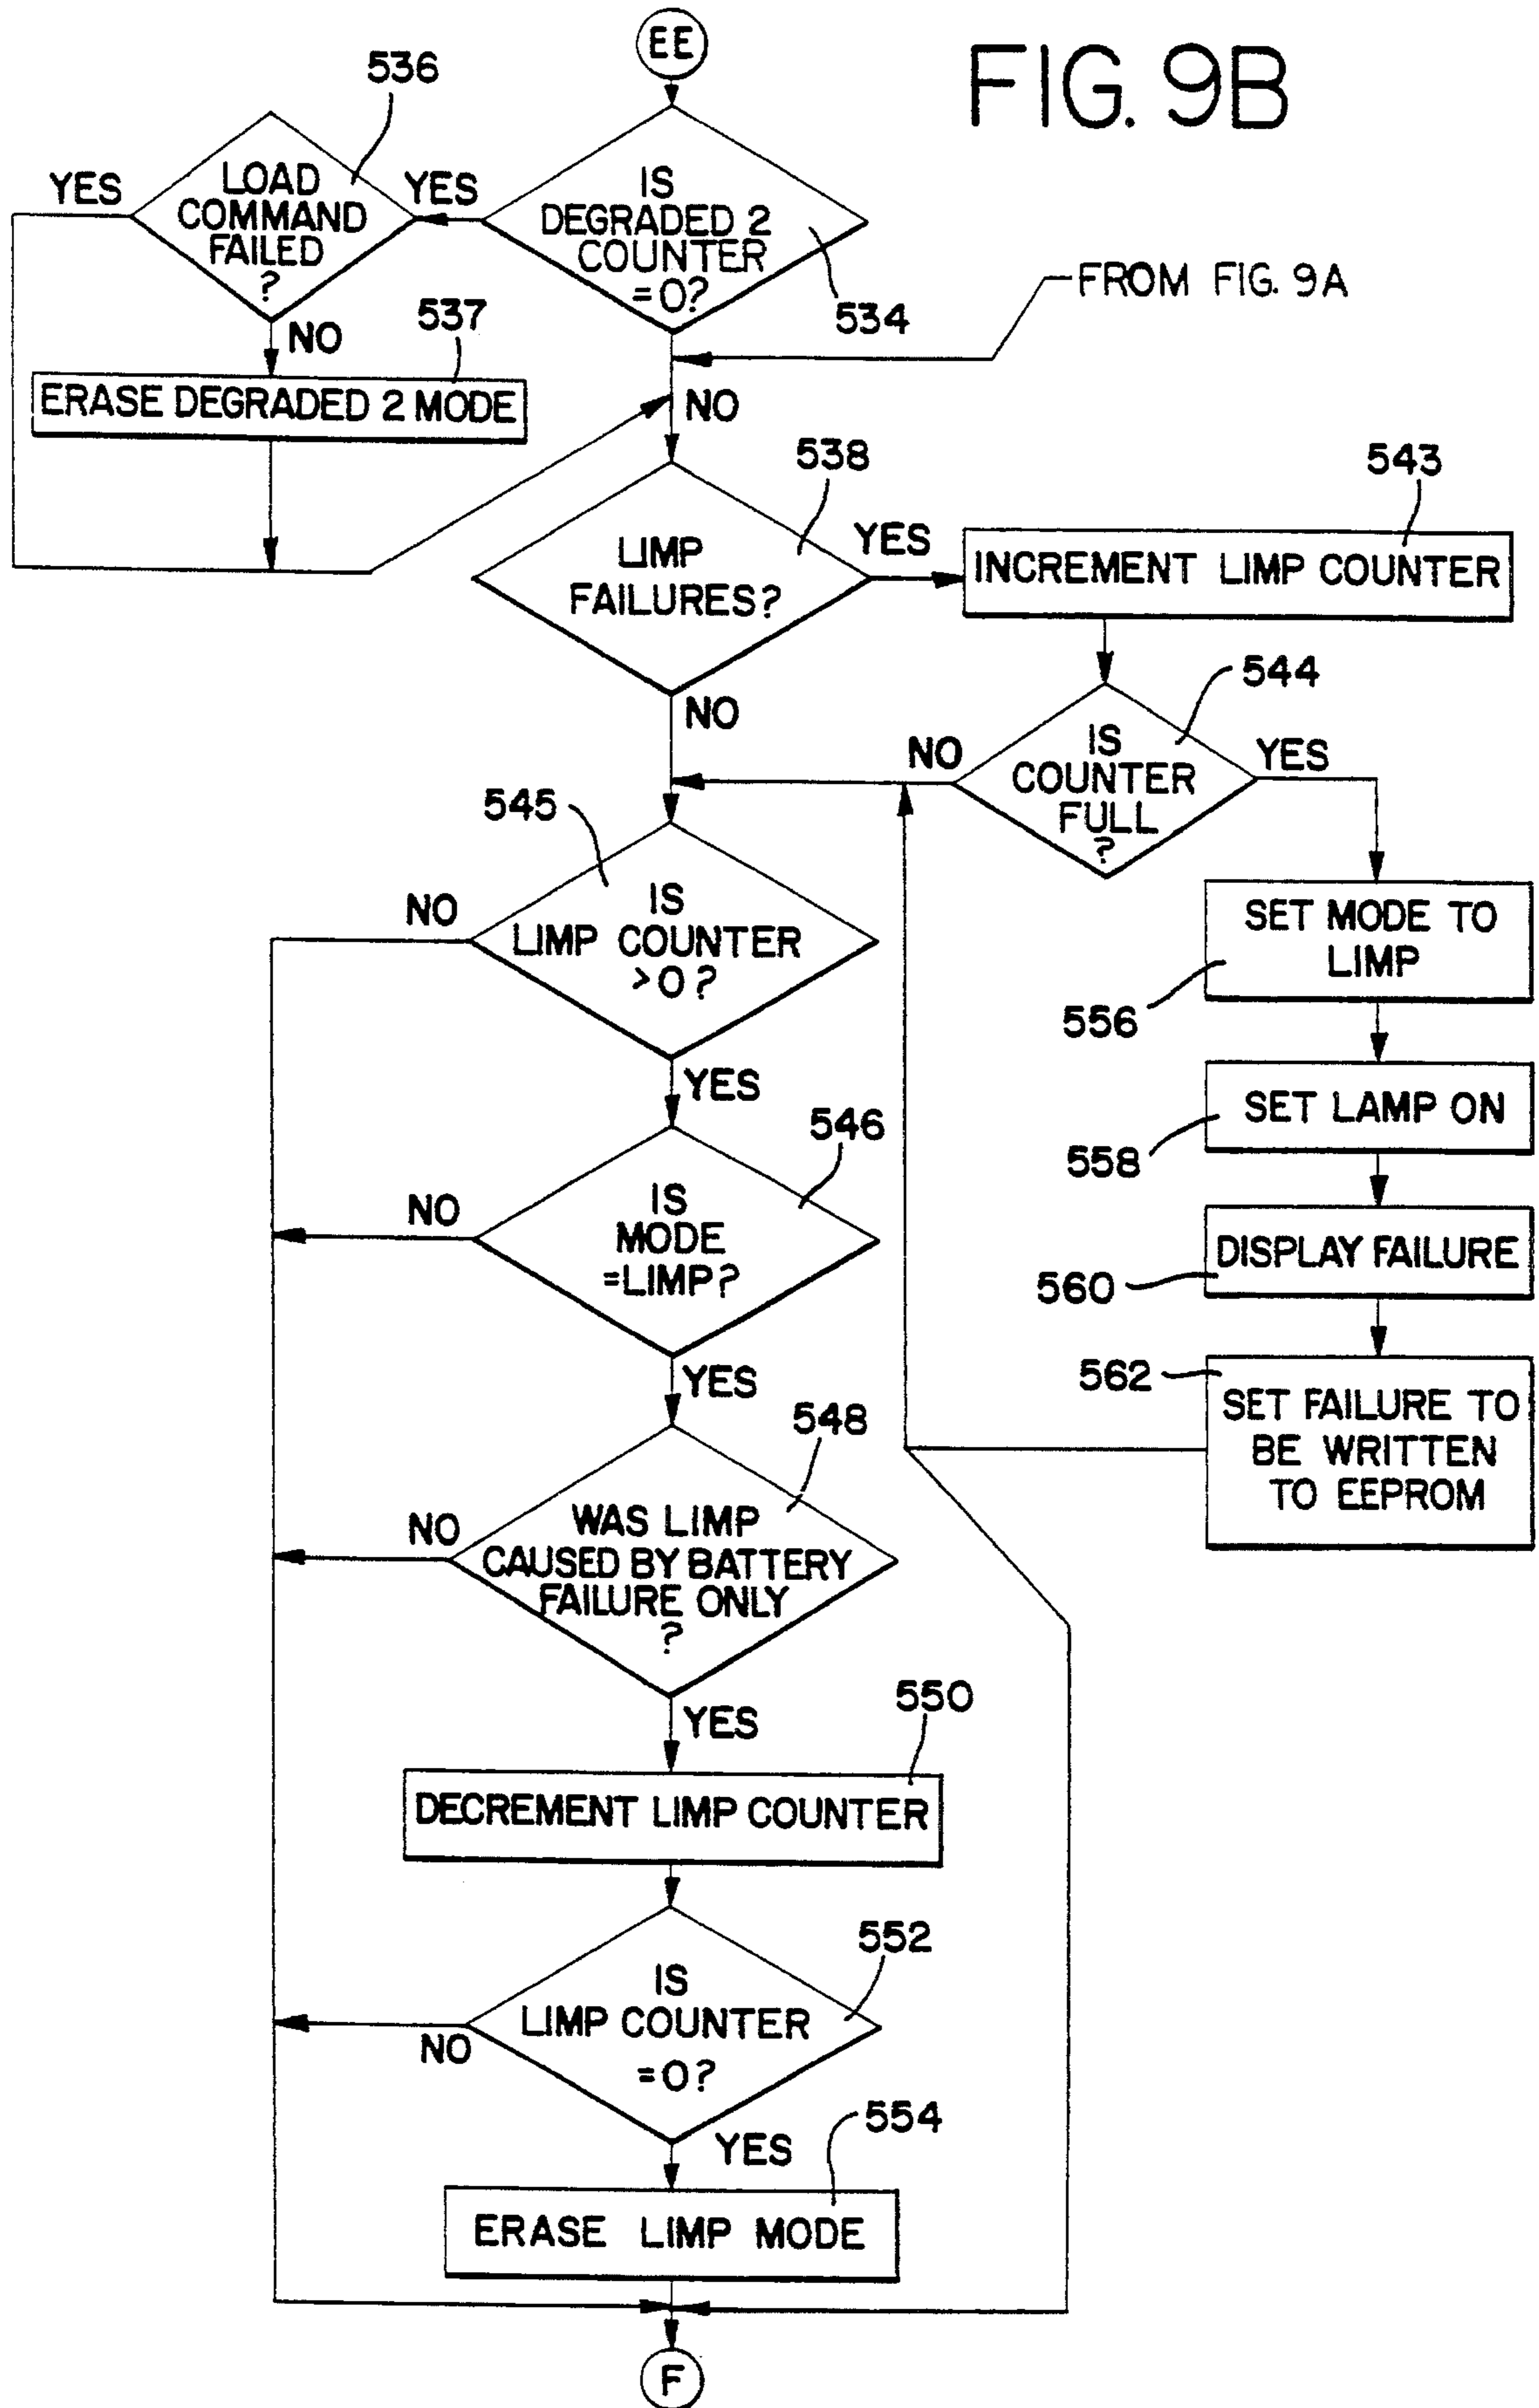 EE
FIG. 9B
536
YES
LOAD
COMMAND
FAILED
?
YES
IS
DEGRADED 2
COUNTER
=0?
534
FROM FIG. 9A
NO
537
ERASE DEGRADED 2 MODE
NO
538
LIMP
FAILURES?
YES
543
INCREMENT LIMP COUNTER
NO
544
IS
COUNTER
FULL
?
NO
YES
545
IS
LIMP COUNTER
>0?
NO
YES
SET MODE TO
LIMP
556
SET LAMP ON
558
546
IS
MODE
=LIMP?
NO
YES
DISPLAY FAILURE
560
562
SET FAILURE TO
BE WRITTEN
TO EEPROM
548
WAS LIMP
CAUSED BY BATTERY
FAILURE ONLY
?
NO
YES
550
DECREMENT LIMP COUNTER
552
IS
LIMP COUNTER
=0?
NO
YES
554
ERASE LIMP MODE
F